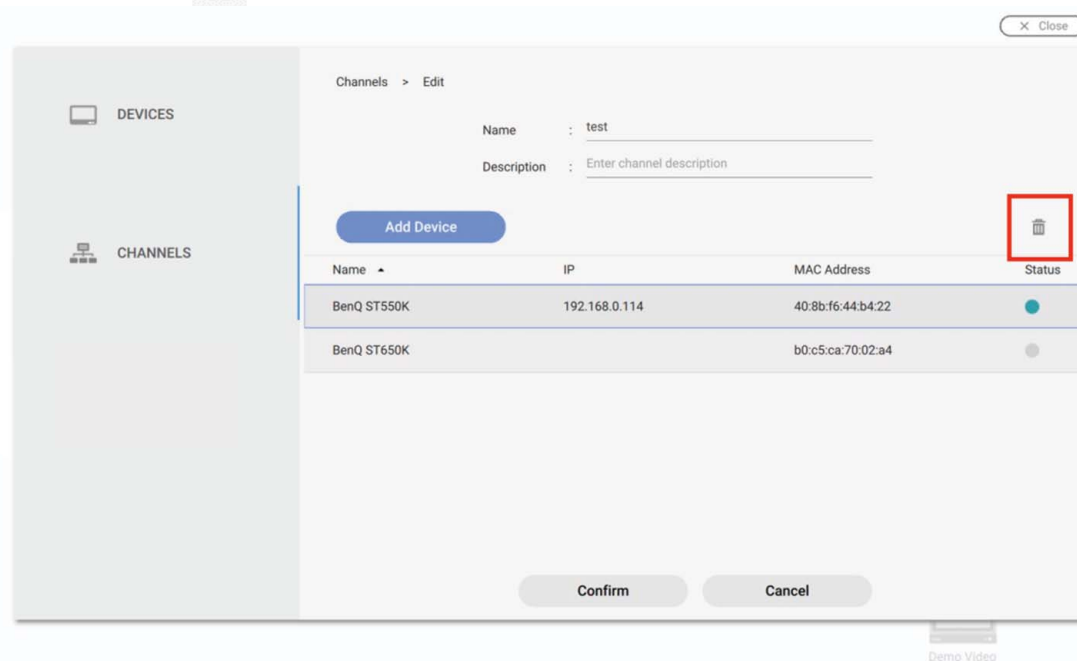 × Close
Channels > Edit
DEVICES
Name : test
Description : Enter channel description
Add Device
CHANNELS
Name ▲ IP MAC Address Status
BenQ ST550K 192.168.0.114 40:8b:f6:44:b4:22
BenQ ST650K b0:c5:ca:70:02:a4
Confirm Cancel
Demo Video